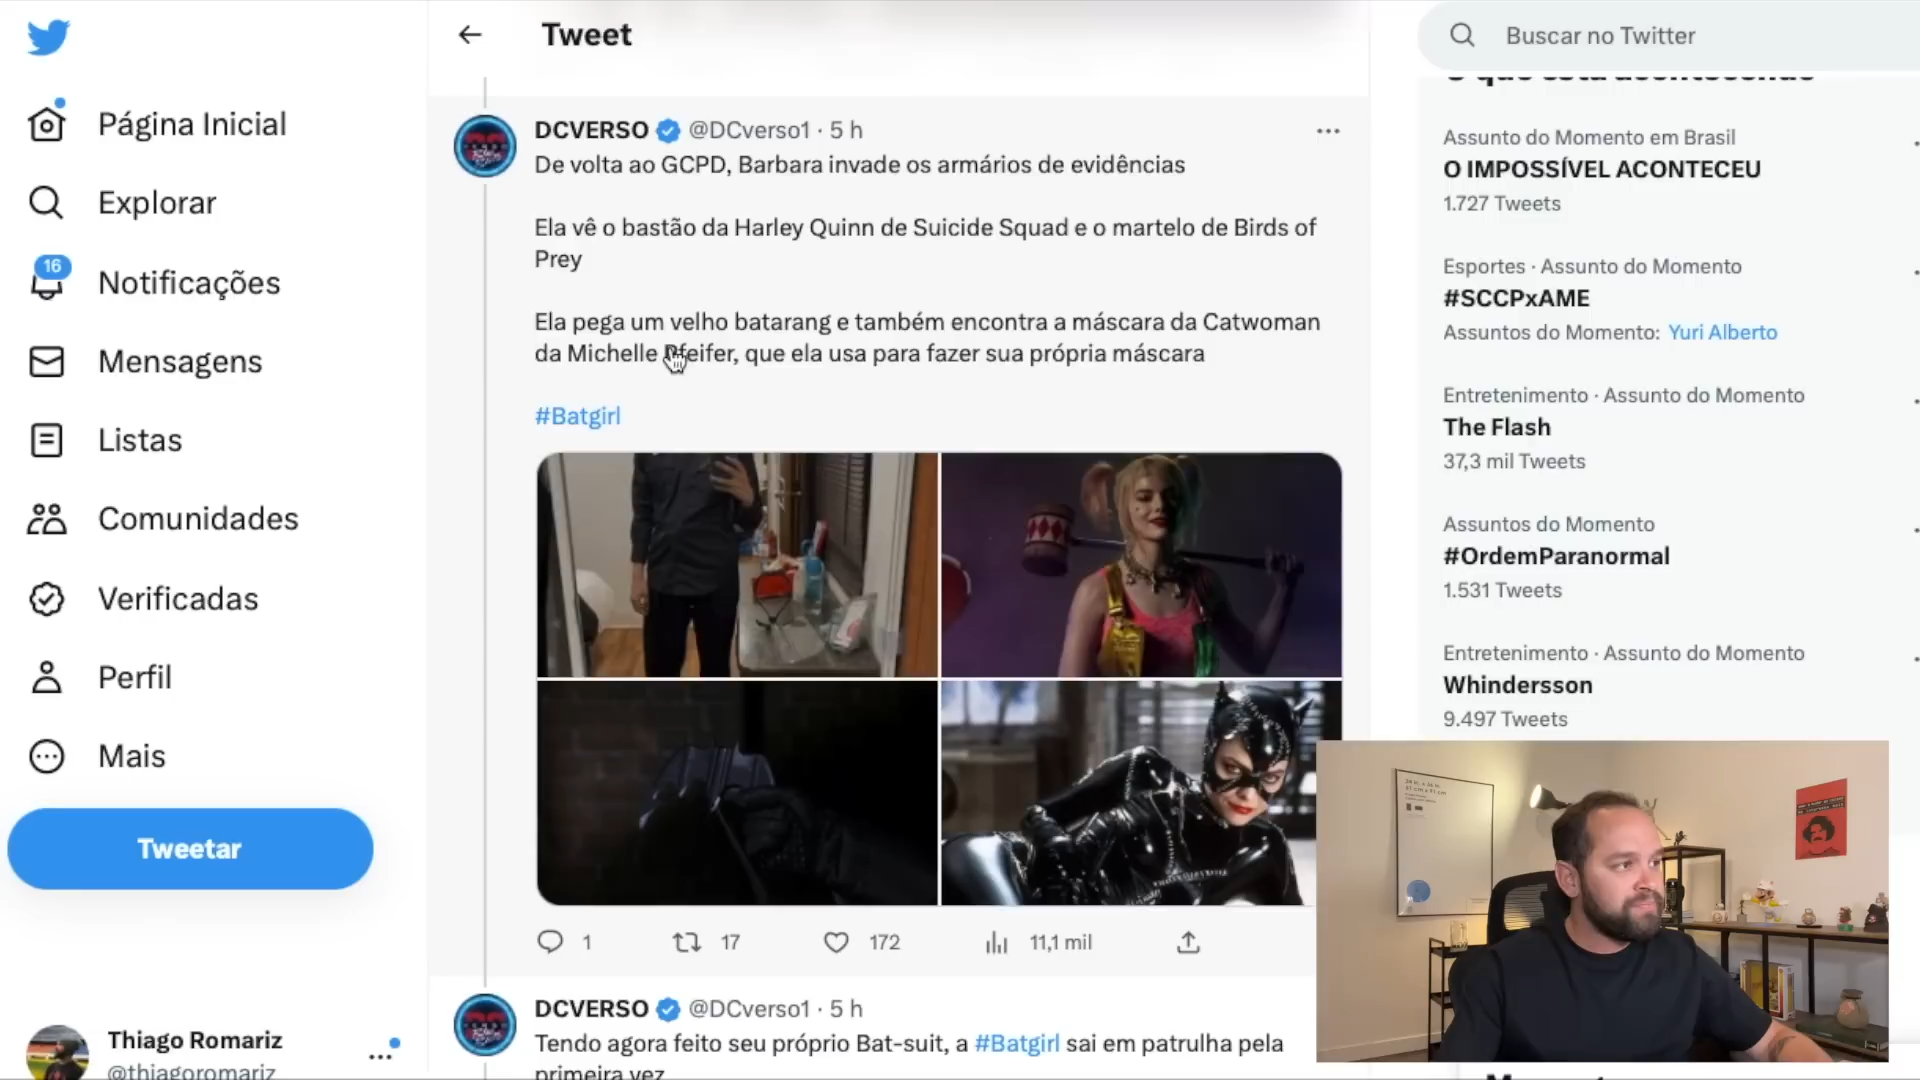 Página Inicial
Explorar
16
Notificações
Mensagens
Listas
Comunidades
Verificadas
Perfil
Mais
Tweetar
Thiago Romariz
@thiagoromariz
Tweet
DCVERSO @DCverso1 · 5 h
De volta ao GCPD, Barbara invade os armários de evidências
Ela vê o bastão da Harley Quinn de Suicide Squad e o martelo de Birds of
Prey
Ela pega um velho batarang e também encontra a máscara da Catwoman
da Michelle Pfeifer, que ela usa para fazer sua própria máscara
#Batgirl
1 17 172 11,1 mil
DCVERSO @DCverso1 · 5 h
Tendo agora feito seu próprio Bat-suit, a #Batgirl sai em patrulha pela
primeira vez
Buscar no Twitter
O que está acontecendo
Assunto do Momento em Brasil
O IMPOSSÍVEL ACONTECEU
1.727 Tweets
Esportes · Assunto do Momento
#SCCPxAME
Assuntos do Momento: Yuri Alberto
Entretenimento · Assunto do Momento
The Flash
37,3 mil Tweets
Assuntos do Momento
#OrdemParanormal
1.531 Tweets
Entretenimento · Assunto do Momento
Whindersson
9.497 Tweets